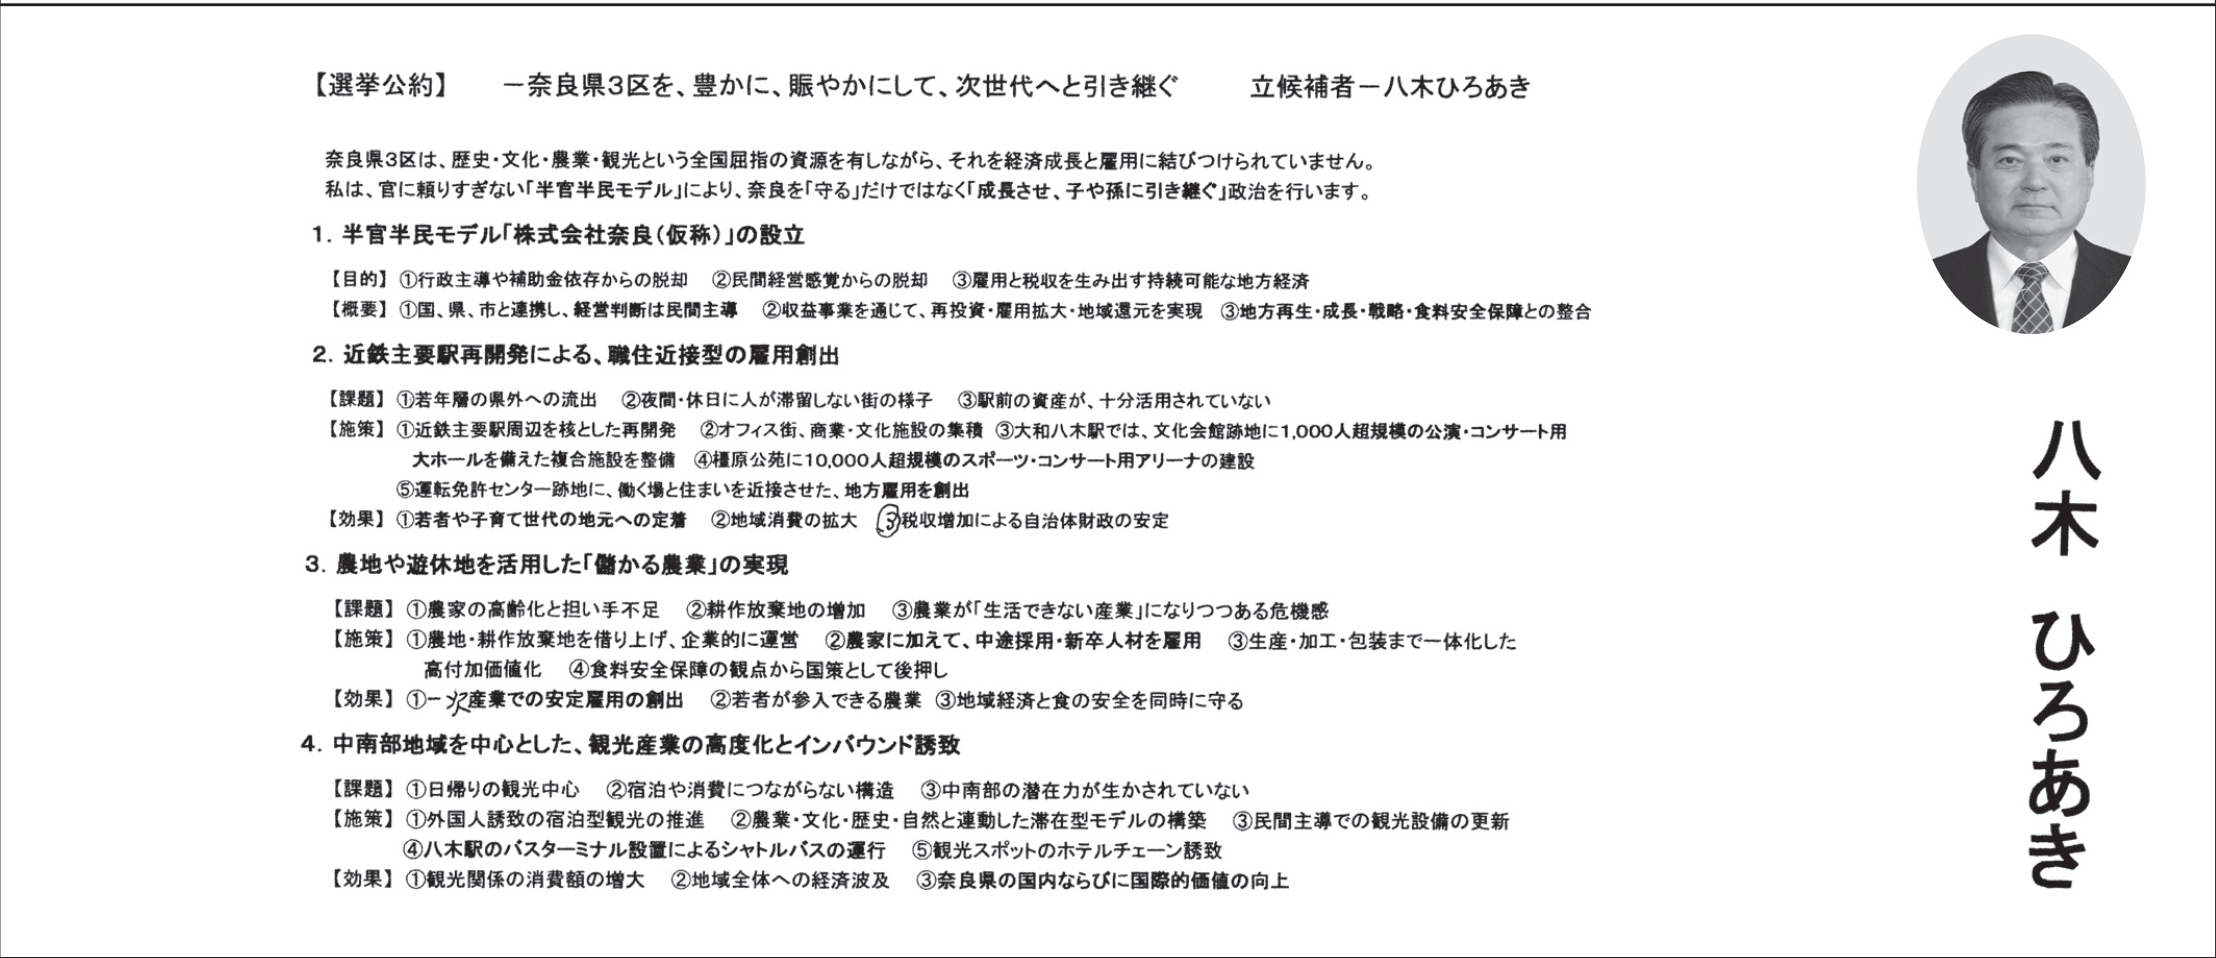 【選挙公約】 －奈良県3区を、豊かに、賑やかにして、次世代へと引き継ぐ 立候補者－八木ひろあき
奈良県3区は、歴史・文化・農業・観光という全国屈指の資源を有しながら、それを経済成長と雇用に結びつけられていません。
私は、官に頼りすぎない「半官半民モデル」により、奈良を「守る」だけではなく「成長させ、子や孫に引き継ぐ」政治を行います。
1．半官半民モデル「株式会社奈良（仮称）」の設立
【目的】 ①行政主導や補助金依存からの脱却 ②民間経営感覚からの脱却 ③雇用と税収を生み出す持続可能な地方経済
【概要】 ①国、県、市と連携し、経営判断は民間主導 ②収益事業を通じて、再投資・雇用拡大・地域還元を実現 ③地方再生・成長・戦略・食料安全保障との整合
2．近鉄主要駅再開発による、職住近接型の雇用創出
【課題】 ①若年層の県外への流出 ②夜間・休日に人が滞留しない街の様子 ③駅前の資産が、十分活用されていない
【施策】 ①近鉄主要駅周辺を核とした再開発 ②オフィス街、商業・文化施設の集積 ③大和八木駅では、文化会館跡地に1,000人超規模の公演・コンサート用
大ホールを備えた複合施設を整備 ④橿原公苑に10,000人超規模のスポーツ・コンサート用アリーナの建設
⑤運転免許センター跡地に、働く場と住まいを近接させた、地方雇用を創出
【効果】 ①若者や子育て世代の地元への定着 ②地域消費の拡大 ③税収増加による自治体財政の安定
3．農地や遊休地を活用した「儲かる農業」の実現
【課題】 ①農家の高齢化と担い手不足 ②耕作放棄地の増加 ③農業が「生活できない産業」になりつつある危機感
【施策】 ①農地・耕作放棄地を借り上げ、企業的に運営 ②農家に加えて、中途採用・新卒人材を雇用 ③生産・加工・包装まで一体化した
高付加価値化 ④食料安全保障の観点から国策として後押し
【効果】 ①一次産業での安定雇用の創出 ②若者が参入できる農業 ③地域経済と食の安全を同時に守る
4．中南部地域を中心とした、観光産業の高度化とインバウンド誘致
【課題】 ①日帰りの観光中心 ②宿泊や消費につながらない構造 ③中南部の潜在力が生かされていない
【施策】 ①外国人誘致の宿泊型観光の推進 ②農業・文化・歴史・自然と連動した滞在型モデルの構築 ③民間主導での観光設備の更新
④八木駅のバスターミナル設置によるシャトルバスの運行 ⑤観光スポットのホテルチェーン誘致
【効果】 ①観光関係の消費額の増大 ②地域全体への経済波及 ③奈良県の国内ならびに国際的価値の向上
八木 ひろあき